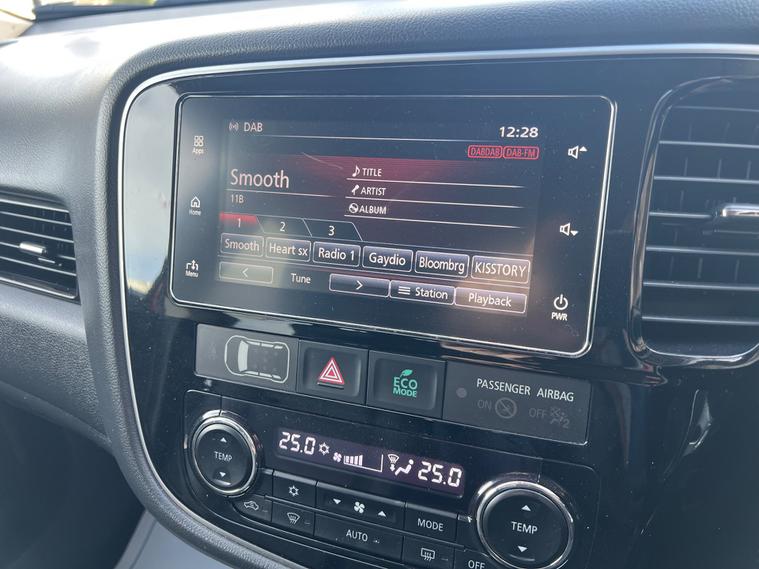 DAB
12:28
DABDAB DAB-FM
Apps
Home
Menu
Smooth
11B
TITLE
ARTIST
ALBUM
1 2 3
Smooth Heart sx Radio 1 Gaydio Bloombrg KISSTORY
< Tune > Station Playback
PWR
ECO
MODE
PASSENGER AIRBAG
ON OFF 2
25.0 25.0
TEMP
MODE
AUTO
OFF
TEMP